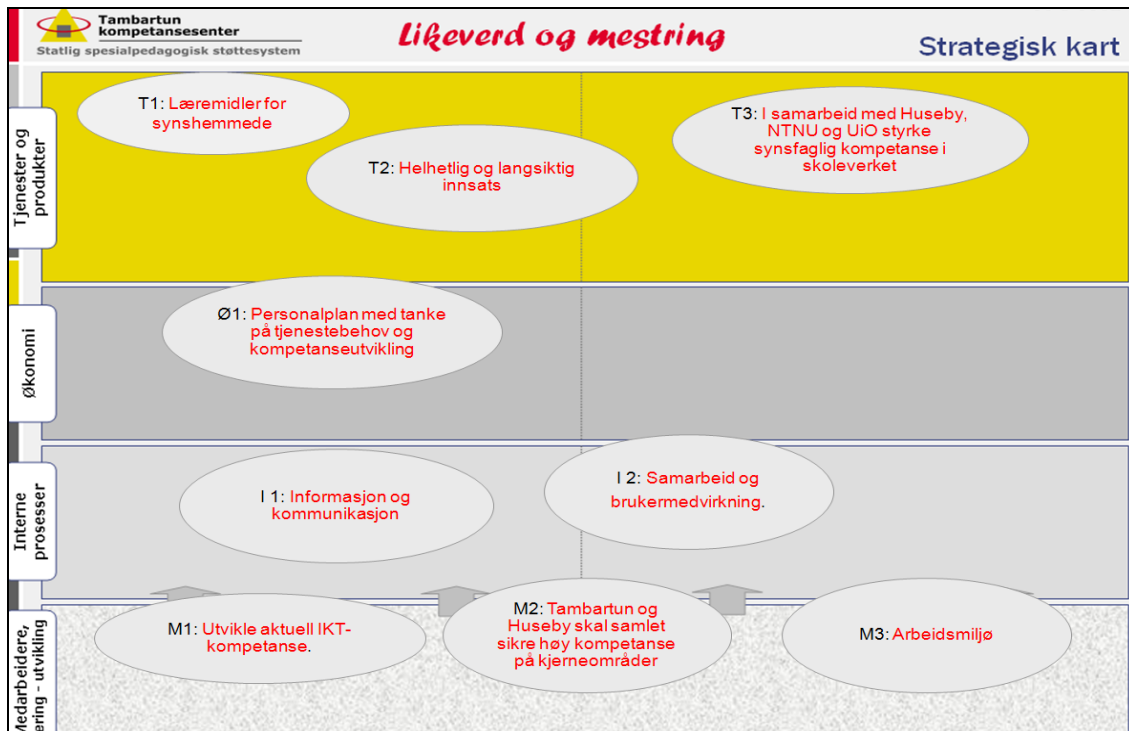 Tambartun
kompetansesenter
Statlig spesialpedagogisk støttesystem
Likeverd og mestring
Strategisk kart
Tjenester og
produkter
T1: Læremidler for
synshemmede
T2: Helhetlig og langsiktig
innsats
T3: I samarbeid med Huseby,
NTNU og UiO styrke
synsfaglig kompetanse i
skoleverket
Økonomi
Ø1: Personalplan med tanke
på tjenestebehov og
kompetanseutvikling
Interne
prosesser
I 1: Informasjon og
kommunikasjon
I 2: Samarbeid og
brukermedvirkning.
Medarbeidere,
ering - utvikling
M1: Utvikle aktuell IKT-
kompetanse.
M2: Tambartun og
Huseby skal samlet
sikre høy kompetanse
på kjerneområder
M3: Arbeidsmiljø